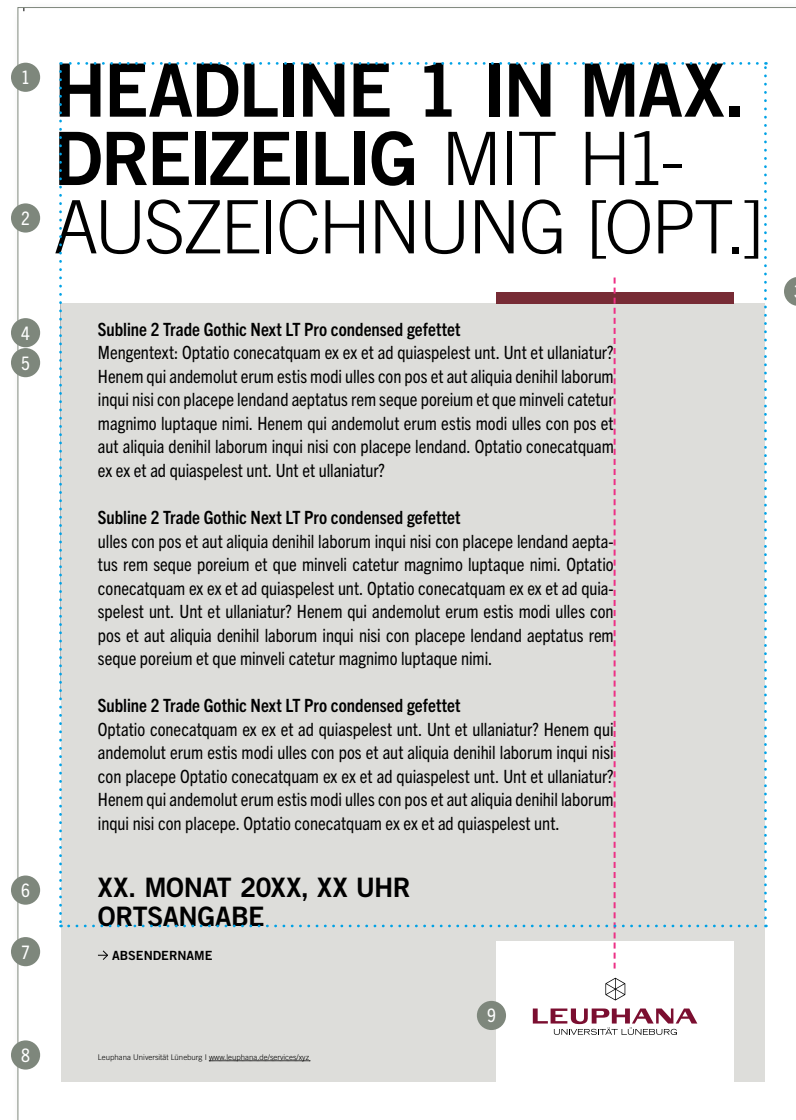 1
HEADLINE 1 IN MAX.
DREIZEILIG MIT H1-
2
AUSZEICHNUNG [OPT.]
4
Subline 2 Trade Gothic Next LT Pro condensed gefettet
5
Mengentext: Optatio conecatquam ex ex et ad quiaspelest unt. Unt et ullaniatur?
Henem qui andemolut erum estis modi ulles con pos et aut aliquia denihil laborum
inqui nisi con placepe lendand aeptatus rem seque poreium et que minveli catetur
magnimo luptaque nimi. Henem qui andemolut erum estis modi ulles con pos et
aut aliquia denihil laborum inqui nisi con placepe lendand. Optatio conecatquam
ex ex et ad quiaspelest unt. Unt et ullaniatur?
Subline 2 Trade Gothic Next LT Pro condensed gefettet
ulles con pos et aut aliquia denihil laborum inqui nisi con placepe lendand aepta-
tus rem seque poreium et que minveli catetur magnimo luptaque nimi. Optatio
conecatquam ex ex et ad quiaspelest unt. Optatio conecatquam ex ex et ad quia-
spelest unt. Unt et ullaniatur? Henem qui andemolut erum estis modi ulles con
pos et aut aliquia denihil laborum inqui nisi con placepe lendand aeptatus rem
seque poreium et que minveli catetur magnimo luptaque nimi.
Subline 2 Trade Gothic Next LT Pro condensed gefettet
Optatio conecatquam ex ex et ad quiaspelest unt. Unt et ullaniatur? Henem qui
andemolut erum estis modi ulles con pos et aut aliquia denihil laborum inqui nisi
con placepe Optatio conecatquam ex ex et ad quiaspelest unt. Unt et ullaniatur?
Henem qui andemolut erum estis modi ulles con pos et aut aliquia denihil laborum
inqui nisi con placepe. Optatio conecatquam ex ex et ad quiaspelest unt.
6
XX. MONAT 20XX, XX UHR
ORTSANGABE
7
→ ABSENDERNAME
9
LEUPHANA
UNIVERSITÄT LÜNEBURG
8
Leuphana Universität Lüneburg I www.leuphana.de/services/xyz